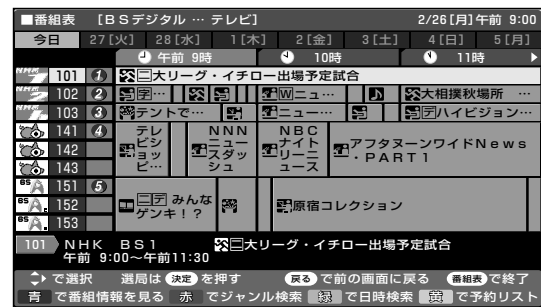 ■番組表 [BSデジタル … テレビ] 2/26[月]午前 9:00
今日 27[火] 28[水] 1[木] 2[金] 3[土] 4[日] 5[月]
午前 9時 10時 11時
101 1 二大リーグ・イチロー出場予定試合
102 2 字… W ニュ… 大相撲秋場所 …
103 3 テントで… ニュー… デハイビジョン…
141 4 テレビショッピ… NNNニュースダッシュ NBCナイトリーニュース アフタヌーンワイドNews・PART1
142
143
151 5 二デ みんなゲンキ!? 原宿コレクション
152
153
101 NHK BS1 二大リーグ・イチロー出場予定試合
午前 9:00~午前11:30
で選択 選局は 決定 を押す 戻る で前の画面に戻る 番組表 で終了
青 で番組情報を見る 赤 でジャンル検索 緑 で日時検索 黄 で予約リスト